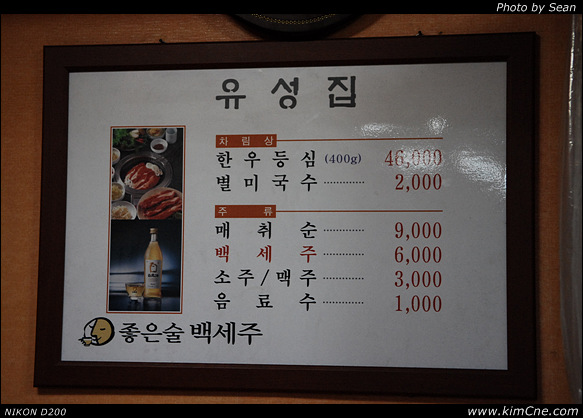 Photo by Sean
유성집
차림상
한우등심 (400g) 46,000
별미국수 ············ 2,000
주류
매취순 ············ 9,000
백세주 ············ 6,000
소주/맥주 ············ 3,000
음료수 ············ 1,000
좋은술 백세주
NIKON D200
www.kimCne.com